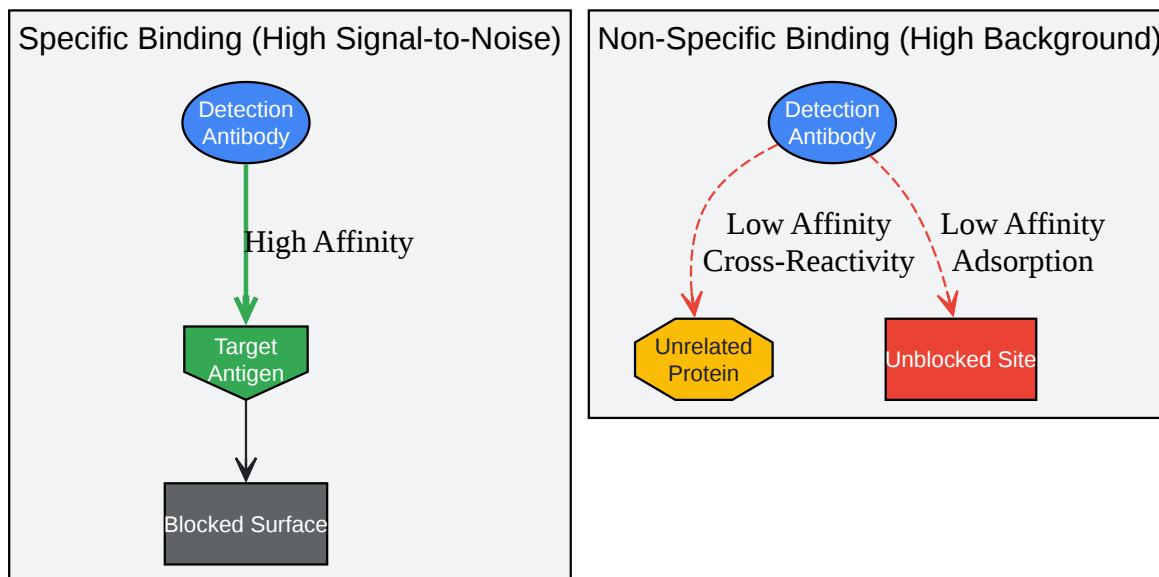 Specific Binding (High Signal-to-Noise)
Detection
Antibody
High Affinity
Target
Antigen
Blocked Surface
Non-Specific Binding (High Background)
Detection
Antibody
Low Affinity
Cross-Reactivity
Low Affinity
Adsorption
Unrelated
Protein
Unblocked Site